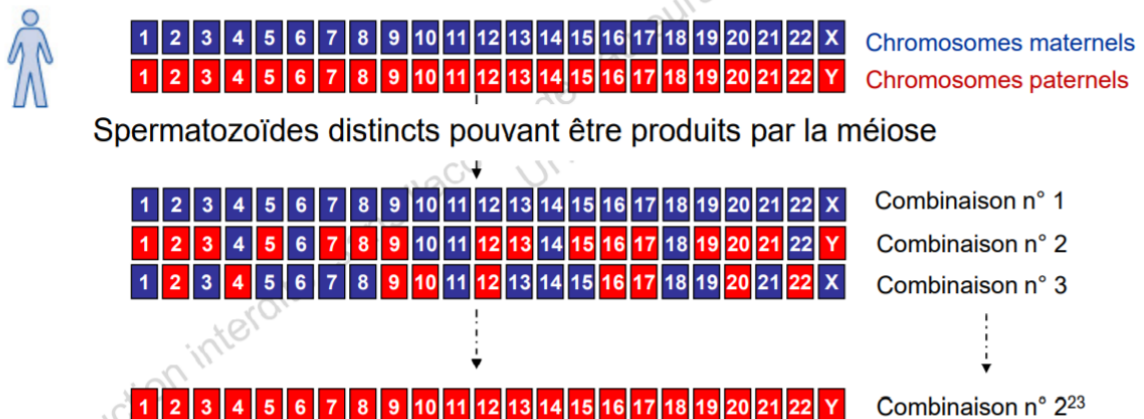 1 2 3 4 5 6 7 8 9 10 11 12 13 14 15 16 17 18 19 20 21 22 X Chromosomes maternels
1 2 3 4 5 6 7 8 9 10 11 12 13 14 15 16 17 18 19 20 21 22 Y Chromosomes paternels
Spermatozoïdes distincts pouvant être produits par la méiose
1 2 3 4 5 6 7 8 9 10 11 12 13 14 15 16 17 18 19 20 21 22 X Combinaison n° 1
1 2 3 4 5 6 7 8 9 10 11 12 13 14 15 16 17 18 19 20 21 22 Y Combinaison n° 2
1 2 3 4 5 6 7 8 9 10 11 12 13 14 15 16 17 18 19 20 21 22 X Combinaison n° 3
1 2 3 4 5 6 7 8 9 10 11 12 13 14 15 16 17 18 19 20 21 22 Y Combinaison n° 2²³